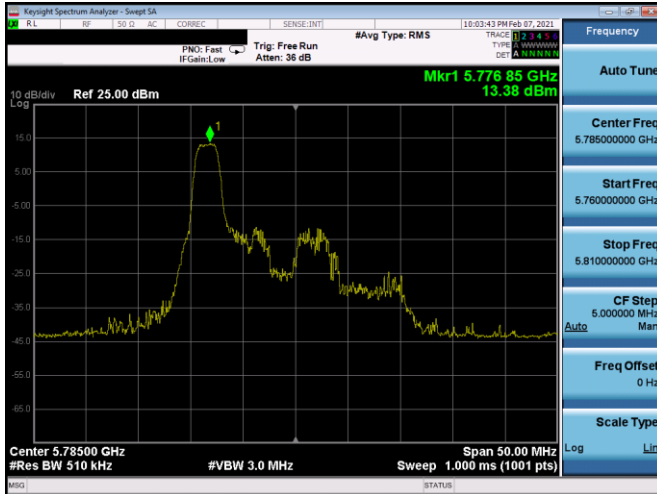 Keysight Spectrum Analyzer - Swept SA
RL RF 50 Ω AC CORREC SENSE:INT 10:03:43 PM Feb 07, 2021
#Avg Type: RMS TRACE 1 2 3 4 5 6
PNO: Fast Trig: Free Run TYPE A WWWWW
IFGain:Low Atten: 36 dB DET A N N N N N
Mkr1 5.776 85 GHz
10 dB/div Ref 25.00 dBm 13.38 dBm
Log
1
15.0
5.00
-5.00
-15.0
-25.0
-35.0
-45.0
-55.0
-65.0
Center 5.78500 GHz Span 50.00 MHz
#Res BW 510 kHz #VBW 3.0 MHz Sweep 1.000 ms (1001 pts)
MSG STATUS
Frequency
Auto Tune
Center Freq
5.785000000 GHz
Start Freq
5.760000000 GHz
Stop Freq
5.810000000 GHz
CF Step
5.000000 MHz
Auto Man
Freq Offset
0 Hz
Scale Type
Log Lin